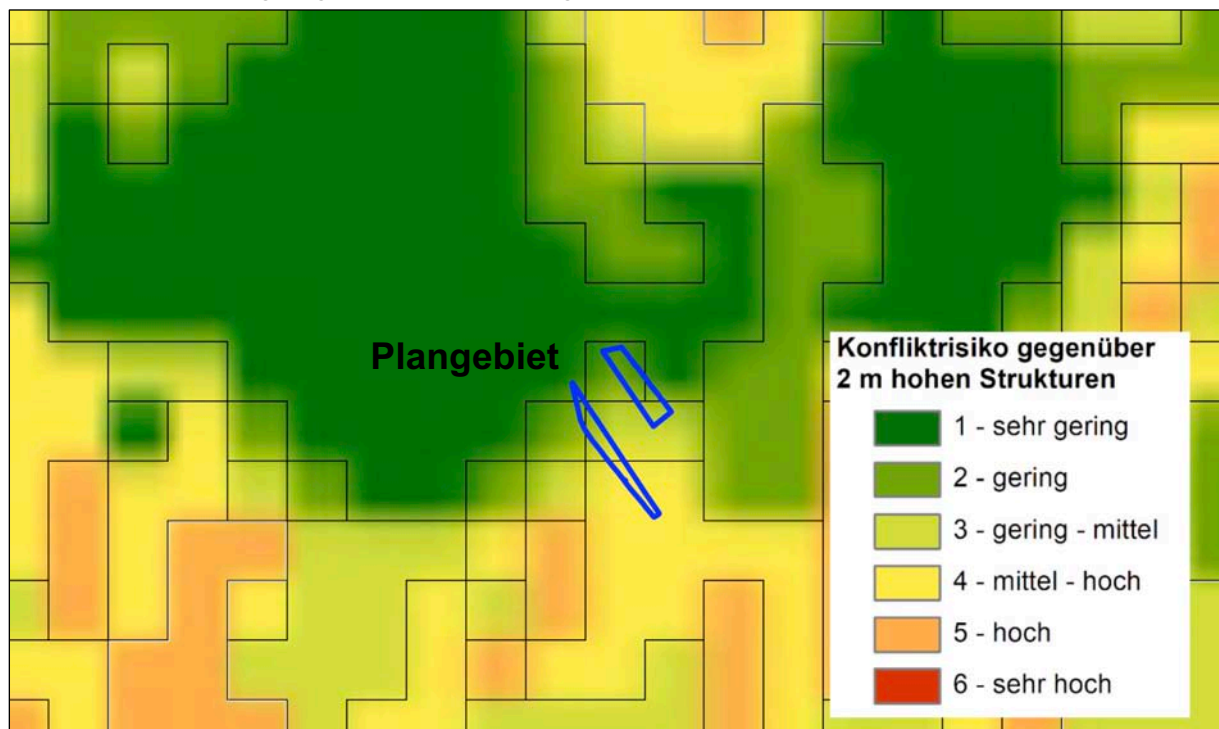 Plangebiet
Konfliktrisiko gegenüber
2 m hohen Strukturen
1 - sehr gering
2 - gering
3 - gering - mittel
4 - mittel - hoch
5 - hoch
6 - sehr hoch